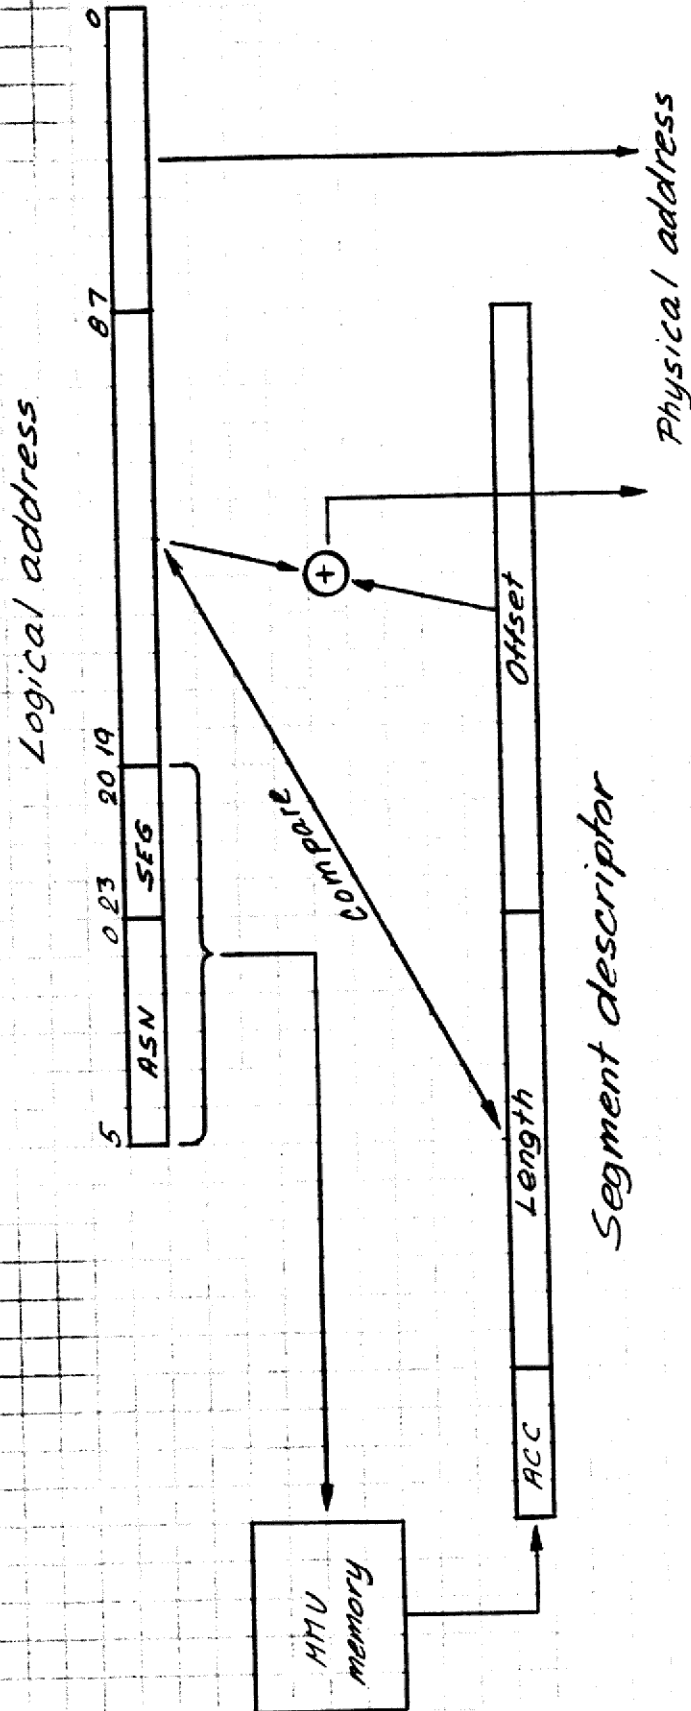 Logical address
5 0 23 20 19 8 7 0
ASN SEG
compare
+
MMU
memory
ACC Length Offset
Segment descriptor
Physical address